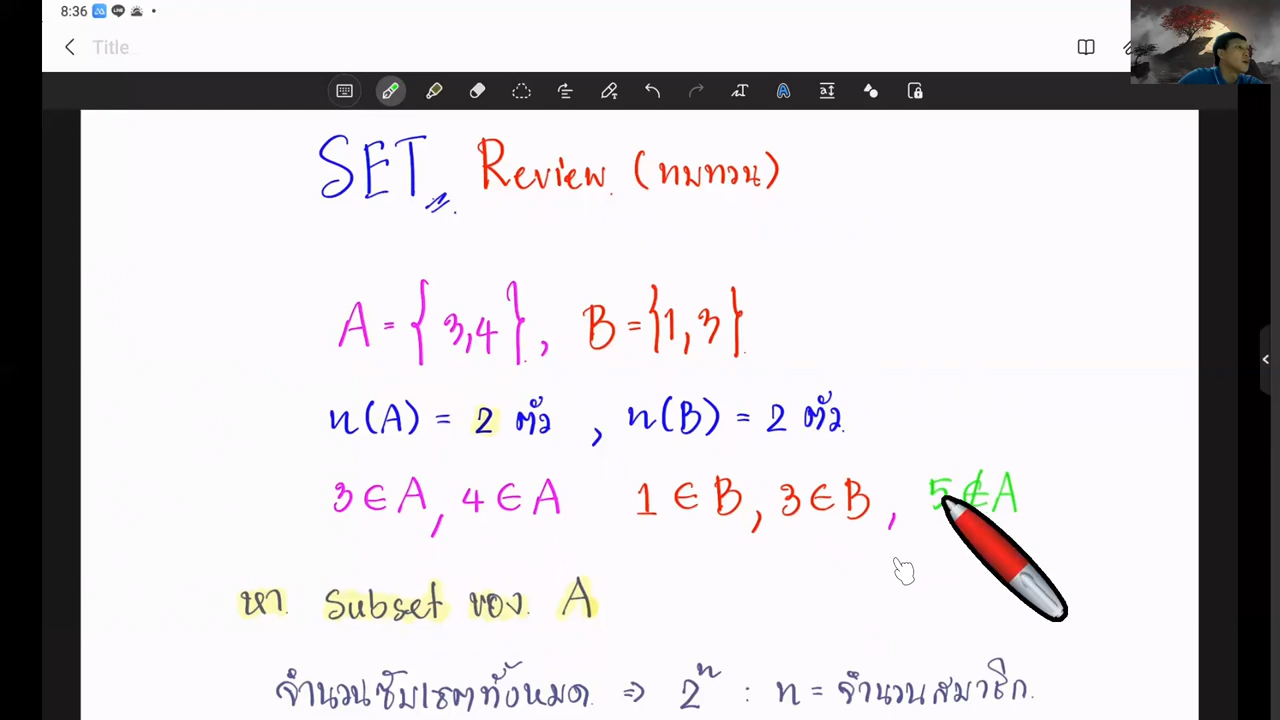 8:36
Title
SET Review (ทบทวน)
A = {3,4}, B = {1,3}
n(A) = 2 ตัว , n(B) = 2 ตัว
3 ∈ A, 4 ∈ A 1 ∈ B, 3 ∈ B , 5 ∉ A
หา subset ของ A
จำนวนซับเซตทั้งหมด ⇒ 2ⁿ : n = จำนวนสมาชิก